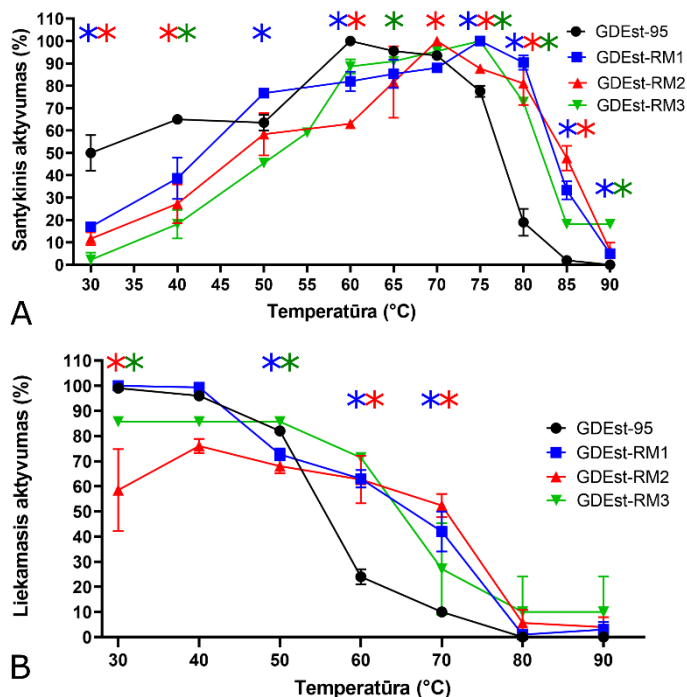 Santykinis aktyvumas (%)
110
100
90
80
70
60
50
40
30
20
10
0
30 35 40 45 50 55 60 65 70 75 80 85 90
Temperatūra (°C)
GDEst-95
GDEst-RM1
GDEst-RM2
GDEst-RM3
A
Liekamasis aktyvumas (%)
110
100
90
80
70
60
50
40
30
20
10
0
30 40 50 60 70 80 90
Temperatūra (°C)
GDEst-95
GDEst-RM1
GDEst-RM2
GDEst-RM3
B